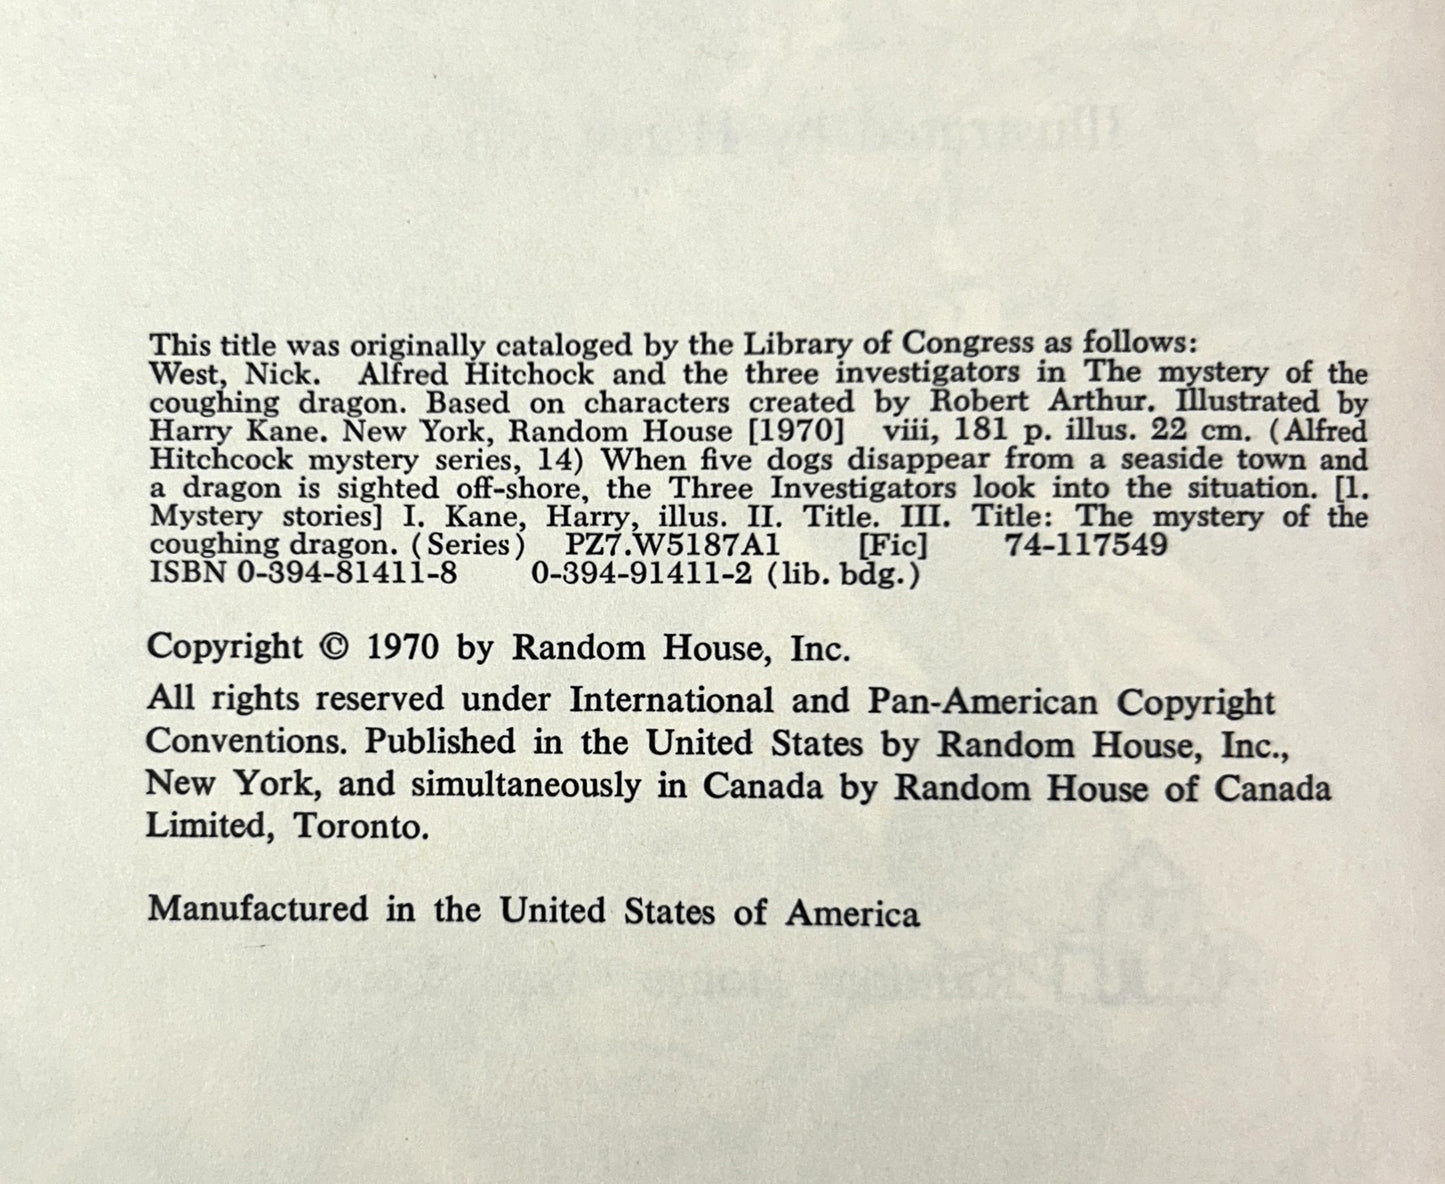 This title was originally cataloged by the Library of Congress as follows:
West, Nick. Alfred Hitchock and the three investigators in The mystery of the
coughing dragon. Based on characters created by Robert Arthur. Illustrated by
Harry Kane. New York, Random House [1970] viii, 181 p. illus. 22 cm. (Alfred
Hitchcock mystery series, 14) When five dogs disappear from a seaside town and
a dragon is sighted off-shore, the Three Investigators look into the situation. [1.
Mystery stories] I. Kane, Harry, illus. II. Title. III. Title: The mystery of the
coughing dragon. (Series) PZ7.W5187A1 [Fic] 74-117549
ISBN 0-394-81411-8 0-394-91411-2 (lib. bdg.)
Copyright © 1970 by Random House, Inc.
All rights reserved under International and Pan-American Copyright
Conventions. Published in the United States by Random House, Inc.,
New York, and simultaneously in Canada by Random House of Canada
Limited, Toronto.
Manufactured in the United States of America